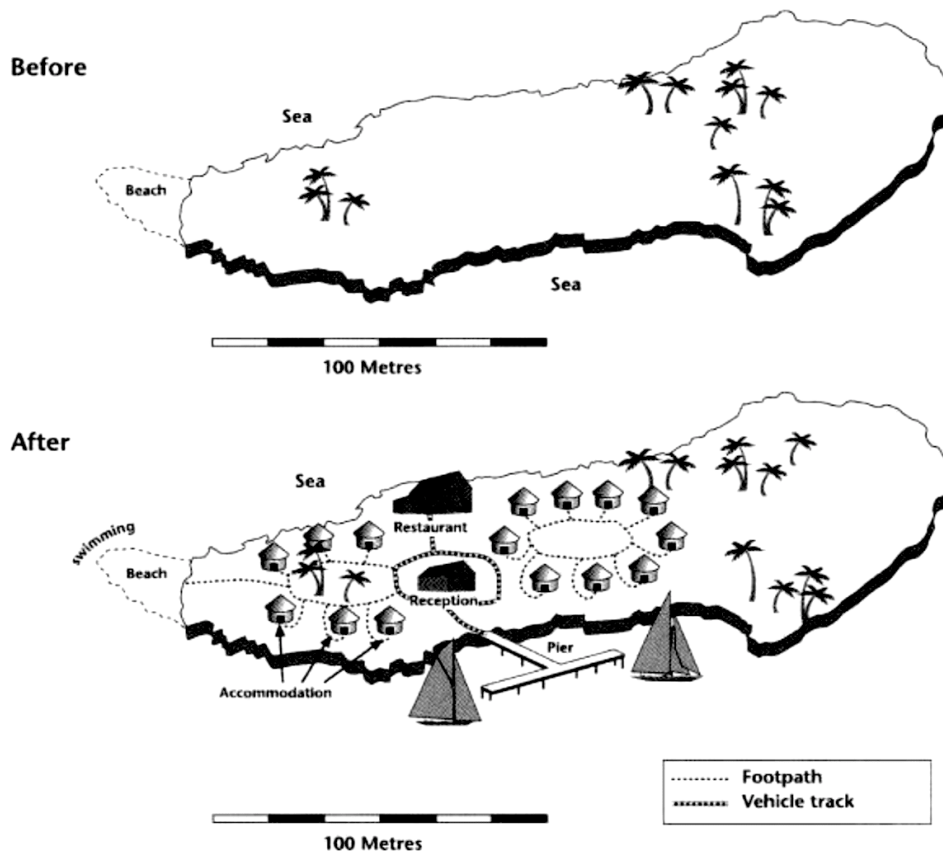 Before
Sea
Beach
Sea
100 Metres
After
Sea
swimming
Restaurant
Beach
Reception
Pier
Accommodation
Footpath
Vehicle track
100 Metres